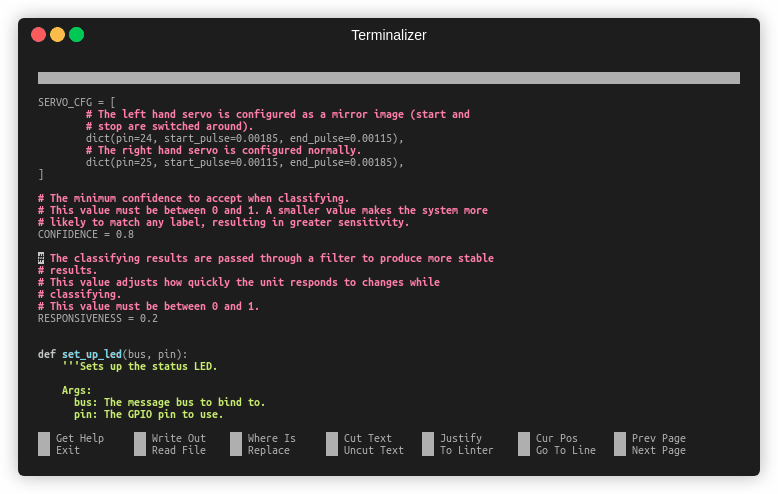 Terminalizer
SERVO_CFG = [
# The left hand servo is configured as a mirror image (start and
# stop are switched around).
dict(pin=24, start_pulse=0.00185, end_pulse=0.00115),
# The right hand servo is configured normally.
dict(pin=25, start_pulse=0.00115, end_pulse=0.00185),
]
# The minimum confidence to accept when classifying.
# This value must be between 0 and 1. A smaller value makes the system more
# likely to match any label, resulting in greater sensitivity.
CONFIDENCE = 0.8
# The classifying results are passed through a filter to produce more stable
# results.
# This value adjusts how quickly the unit responds to changes while
# classifying.
# This value must be between 0 and 1.
RESPONSIVENESS = 0.2
def set_up_led(bus, pin):
'''Sets up the status LED.
Args:
bus: The message bus to bind to.
pin: The GPIO pin to use.
Get Help Write Out Where Is Cut Text Justify Cur Pos Prev Page
Exit Read File Replace Uncut Text To Linter Go To Line Next Page